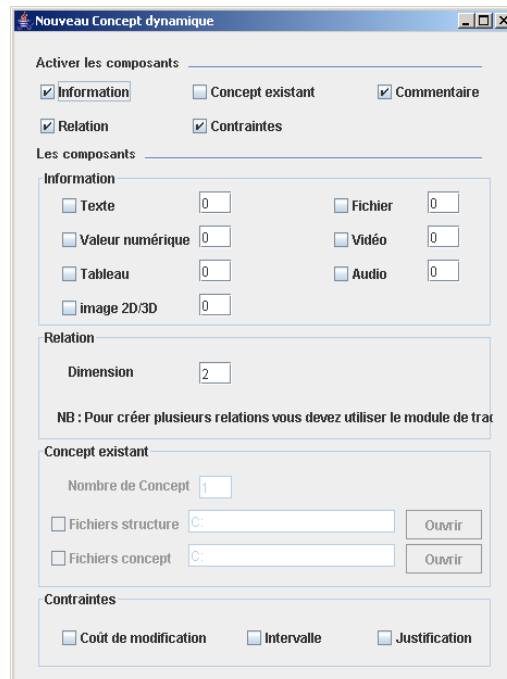 Nouveau Concept dynamique
Activer les composants
Information Concept existant Commentaire
Relation Contraintes
Les composants
Information
Texte 0 Fichier 0
Valeur numérique 0 Vidéo 0
Tableau 0 Audio 0
image 2D/3D 0
Relation
Dimension 2
NB : Pour créer plusieurs relations vous devez utiliser le module de trac
Concept existant
Nombre de Concept 1
Fichiers structure C: Ouvrir
Fichiers concept C: Ouvrir
Contraintes
Coût de modification Intervalle Justification